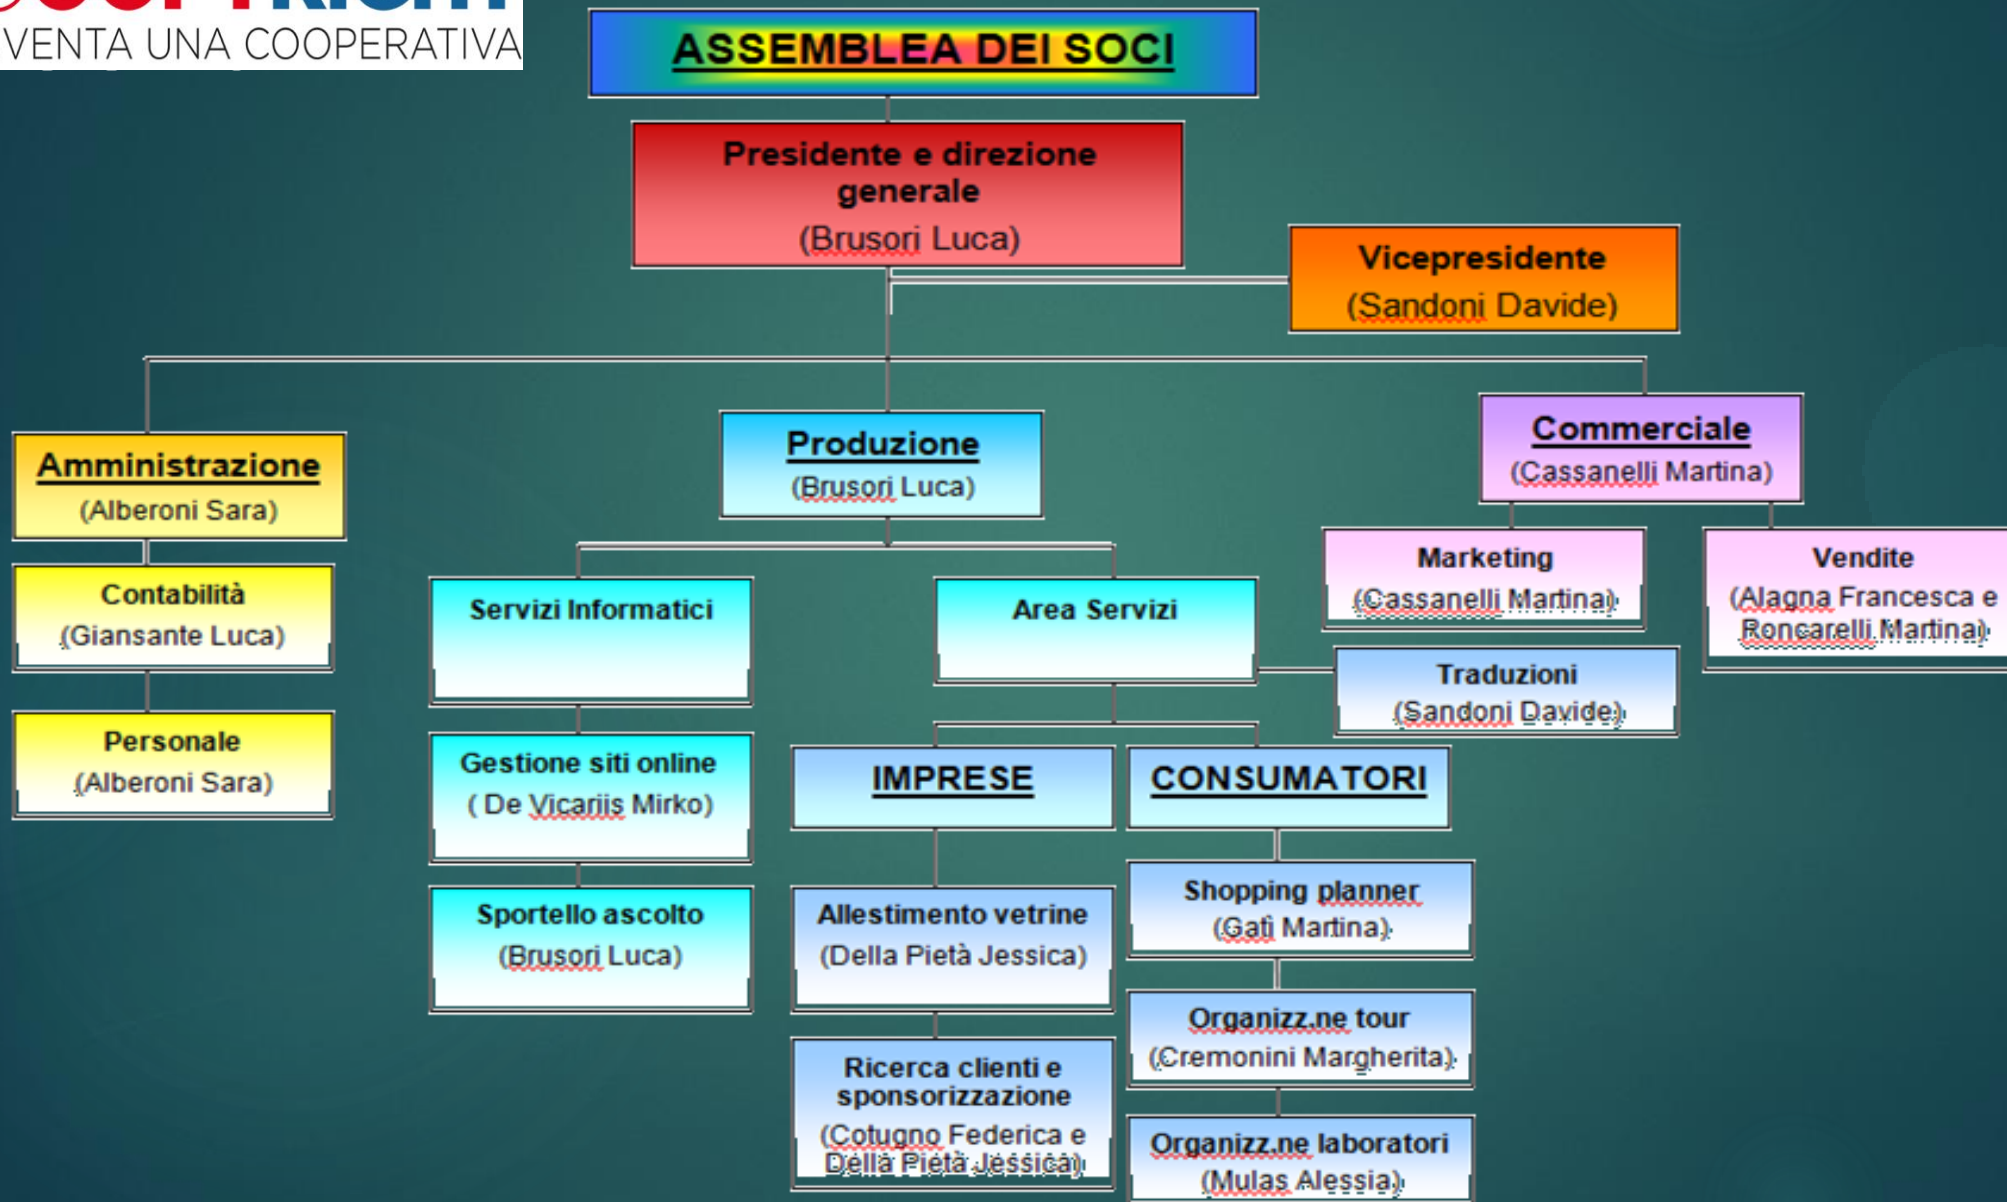 VENTA UNA COOPERATIVA
ASSEMBLEA DEI SOCI
Presidente e direzione
generale
(Brusori Luca)
Vicepresidente
(Sandoni Davide)
Amministrazione
(Alberoni Sara)
Contabilità
(Giansante Luca)
Personale
(Alberoni Sara)
Produzione
(Brusori Luca)
Servizi Informatici
Gestione siti online
( De Vicariis Mirko)
Sportello ascolto
(Brusori Luca)
Area Servizi
Traduzioni
(Sandoni Davide)
IMPRESE
Allestimento vetrine
(Della Pietà Jessica)
Ricerca clienti e
sponsorizzazione
(Cotugno Federica e
Della Pietà Jessica)
CONSUMATORI
Shopping planner
(Gatì Martina)
Organizz.ne tour
(Cremonini Margherita)
Organizz.ne laboratori
(Mulas Alessia)
Commerciale
(Cassanelli Martina)
Marketing
(Cassanelli Martina)
Vendite
(Alagna Francesca e
Roncarelli Martina)